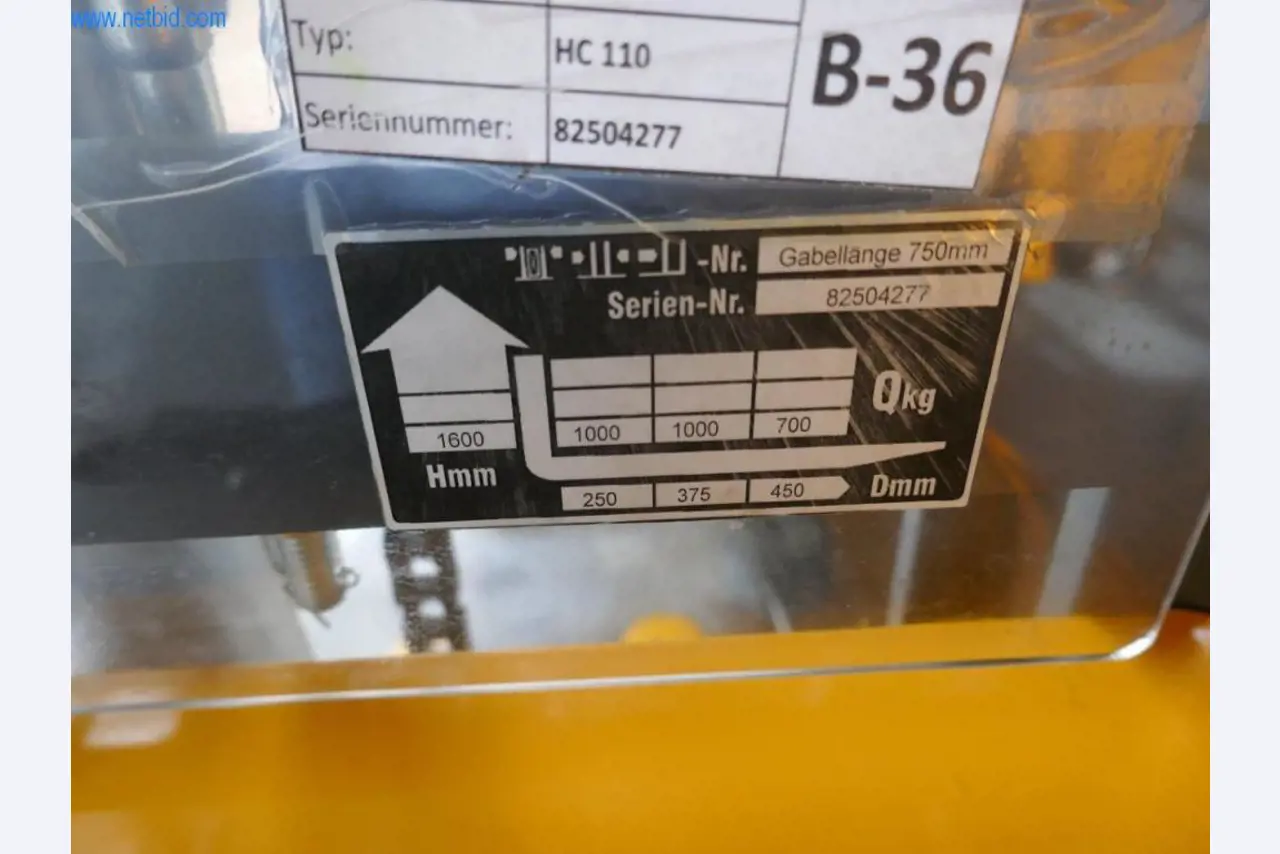 www.netbid.com
Typ: HC 110
B-36
Seriennummer: 82504277
-Nr. Gabellänge 750mm
Serien-Nr. 82504277
Qkg
1600 1000 1000 700
Hmm
250 375 450 Dmm